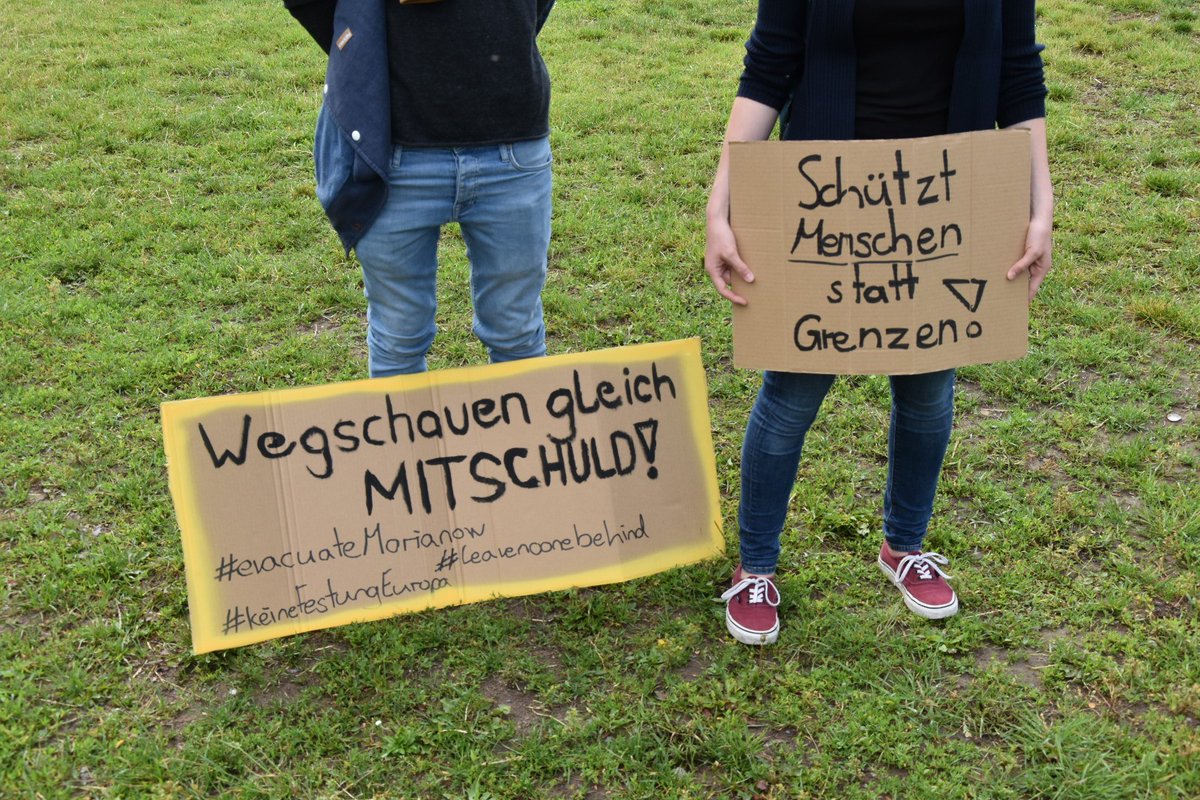 Wegschauen gleich
MITSCHULD!
#evacuateMorianow
#leavenoonebehind
#keineFestungEuropa
Schützt
Menschen
statt
Grenzen!